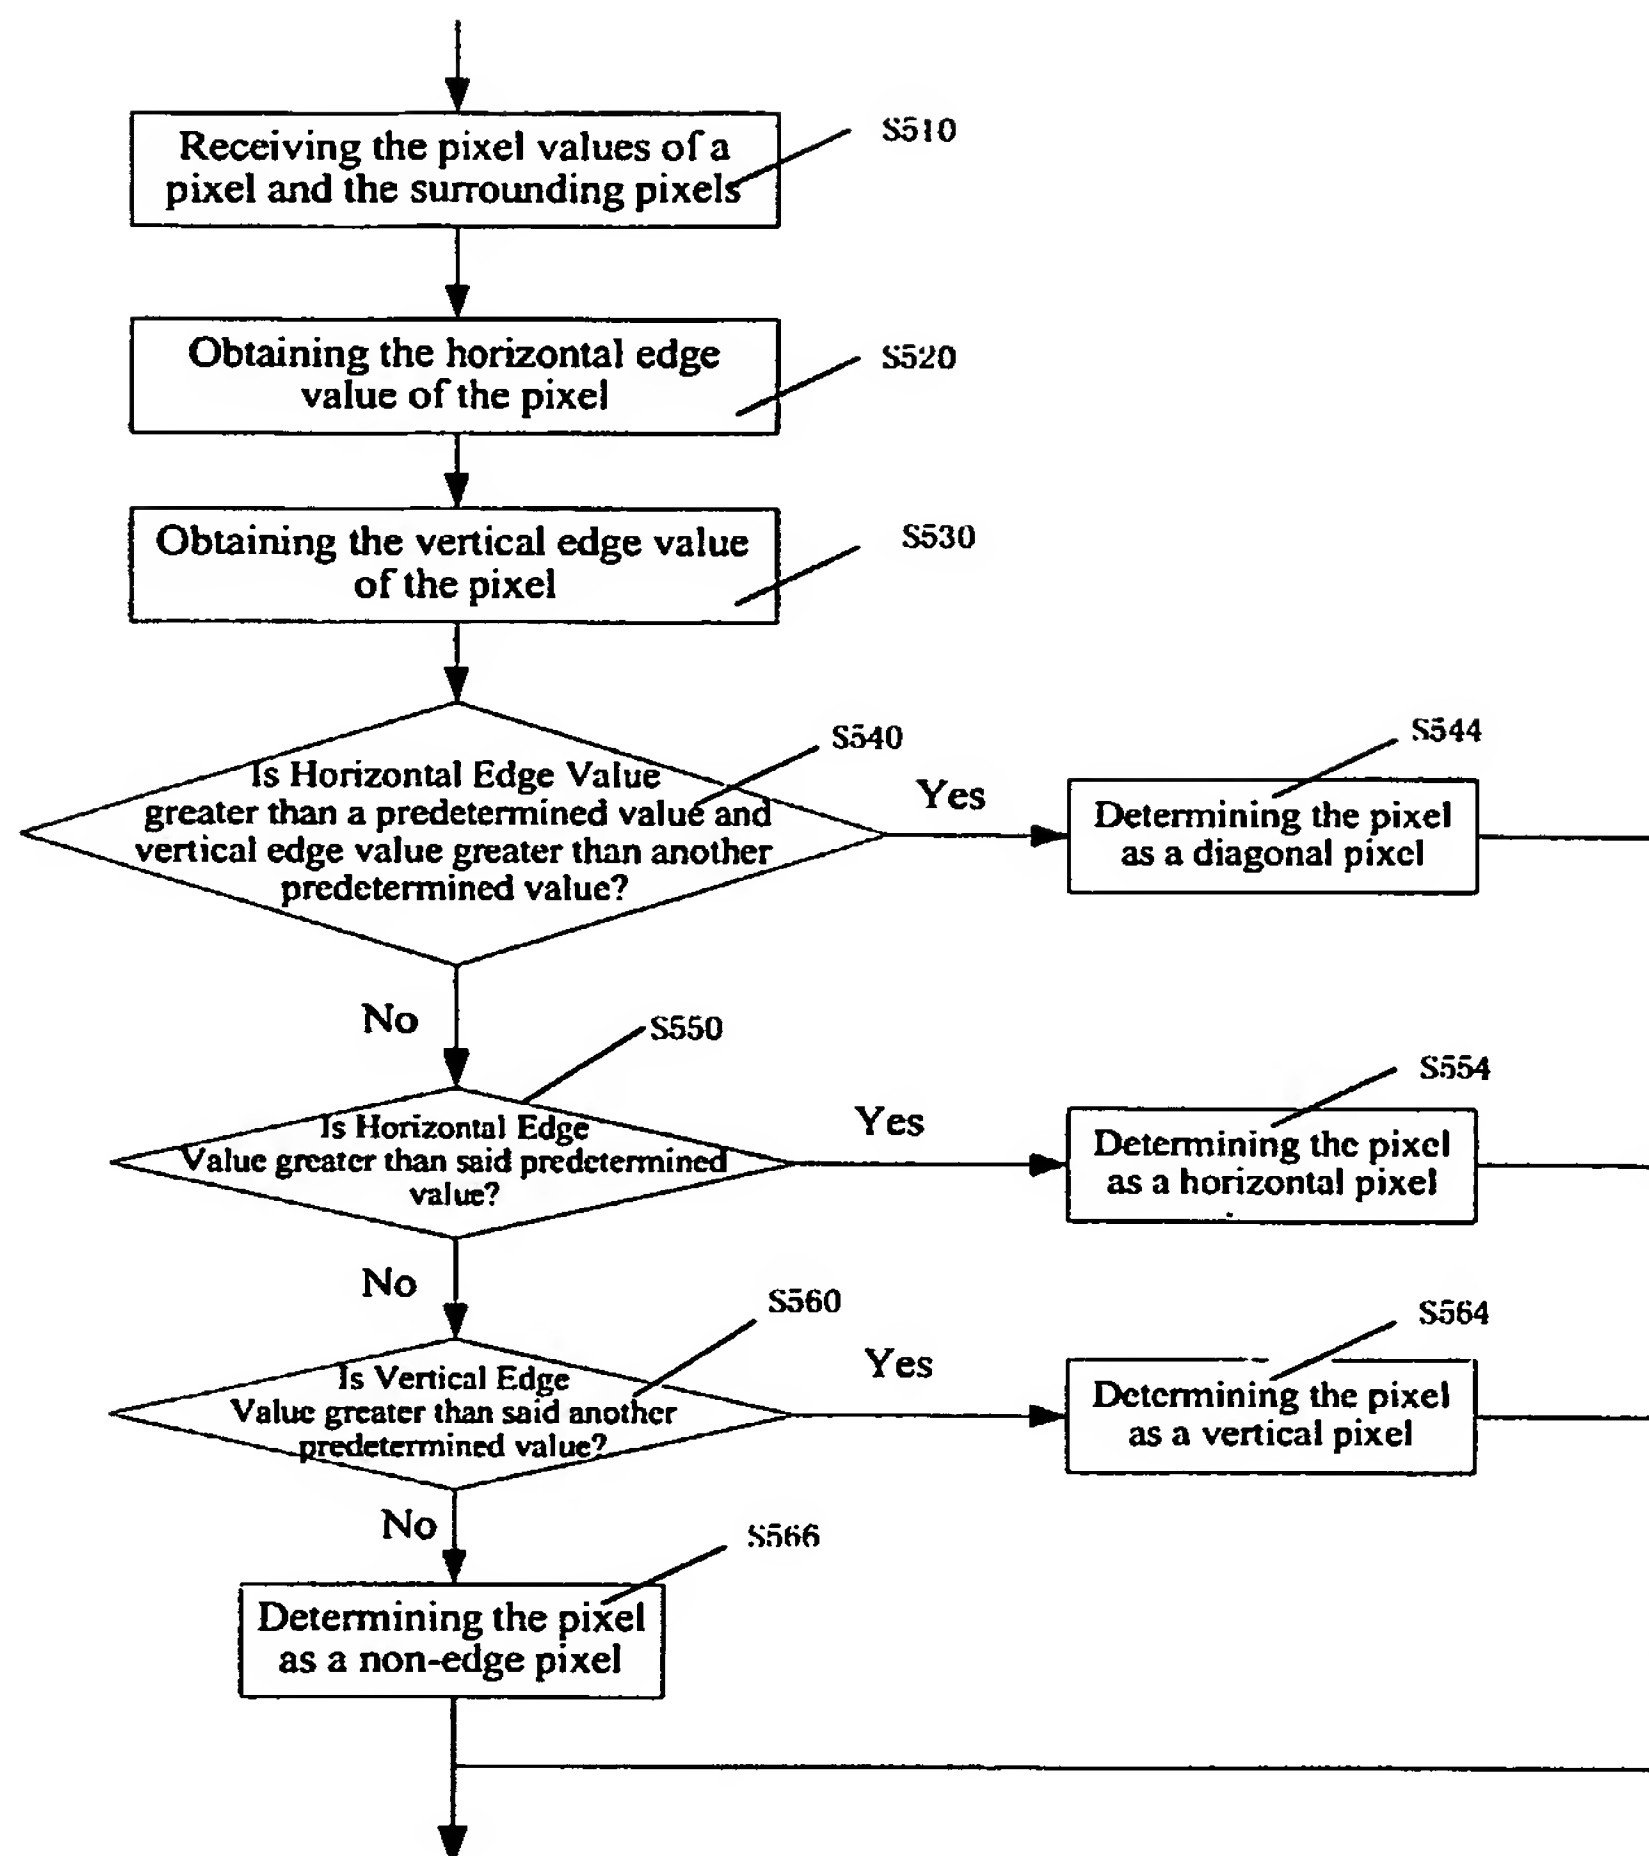 S510
Receiving the pixel values of a
pixel and the surrounding pixels
Obtaining the horizontal edge
value of the pixel
S520
Obtaining the vertical edge value
of the pixel
S530
S540
Is Horizontal Edge Value
greater than a predetermined value and
vertical edge value greater than another
predetermined value?
Yes
S544
Determining the pixel
as a diagonal pixel
No
S550
Is Horizontal Edge
Value greater than said predetermined
value?
Yes
S554
Determining the pixel
as a horizontal pixel
No
S560
Is Vertical Edge
Value greater than said another
predetermined value?
Yes
S564
Determining the pixel
as a vertical pixel
No
S566
Determining the pixel
as a non-edge pixel